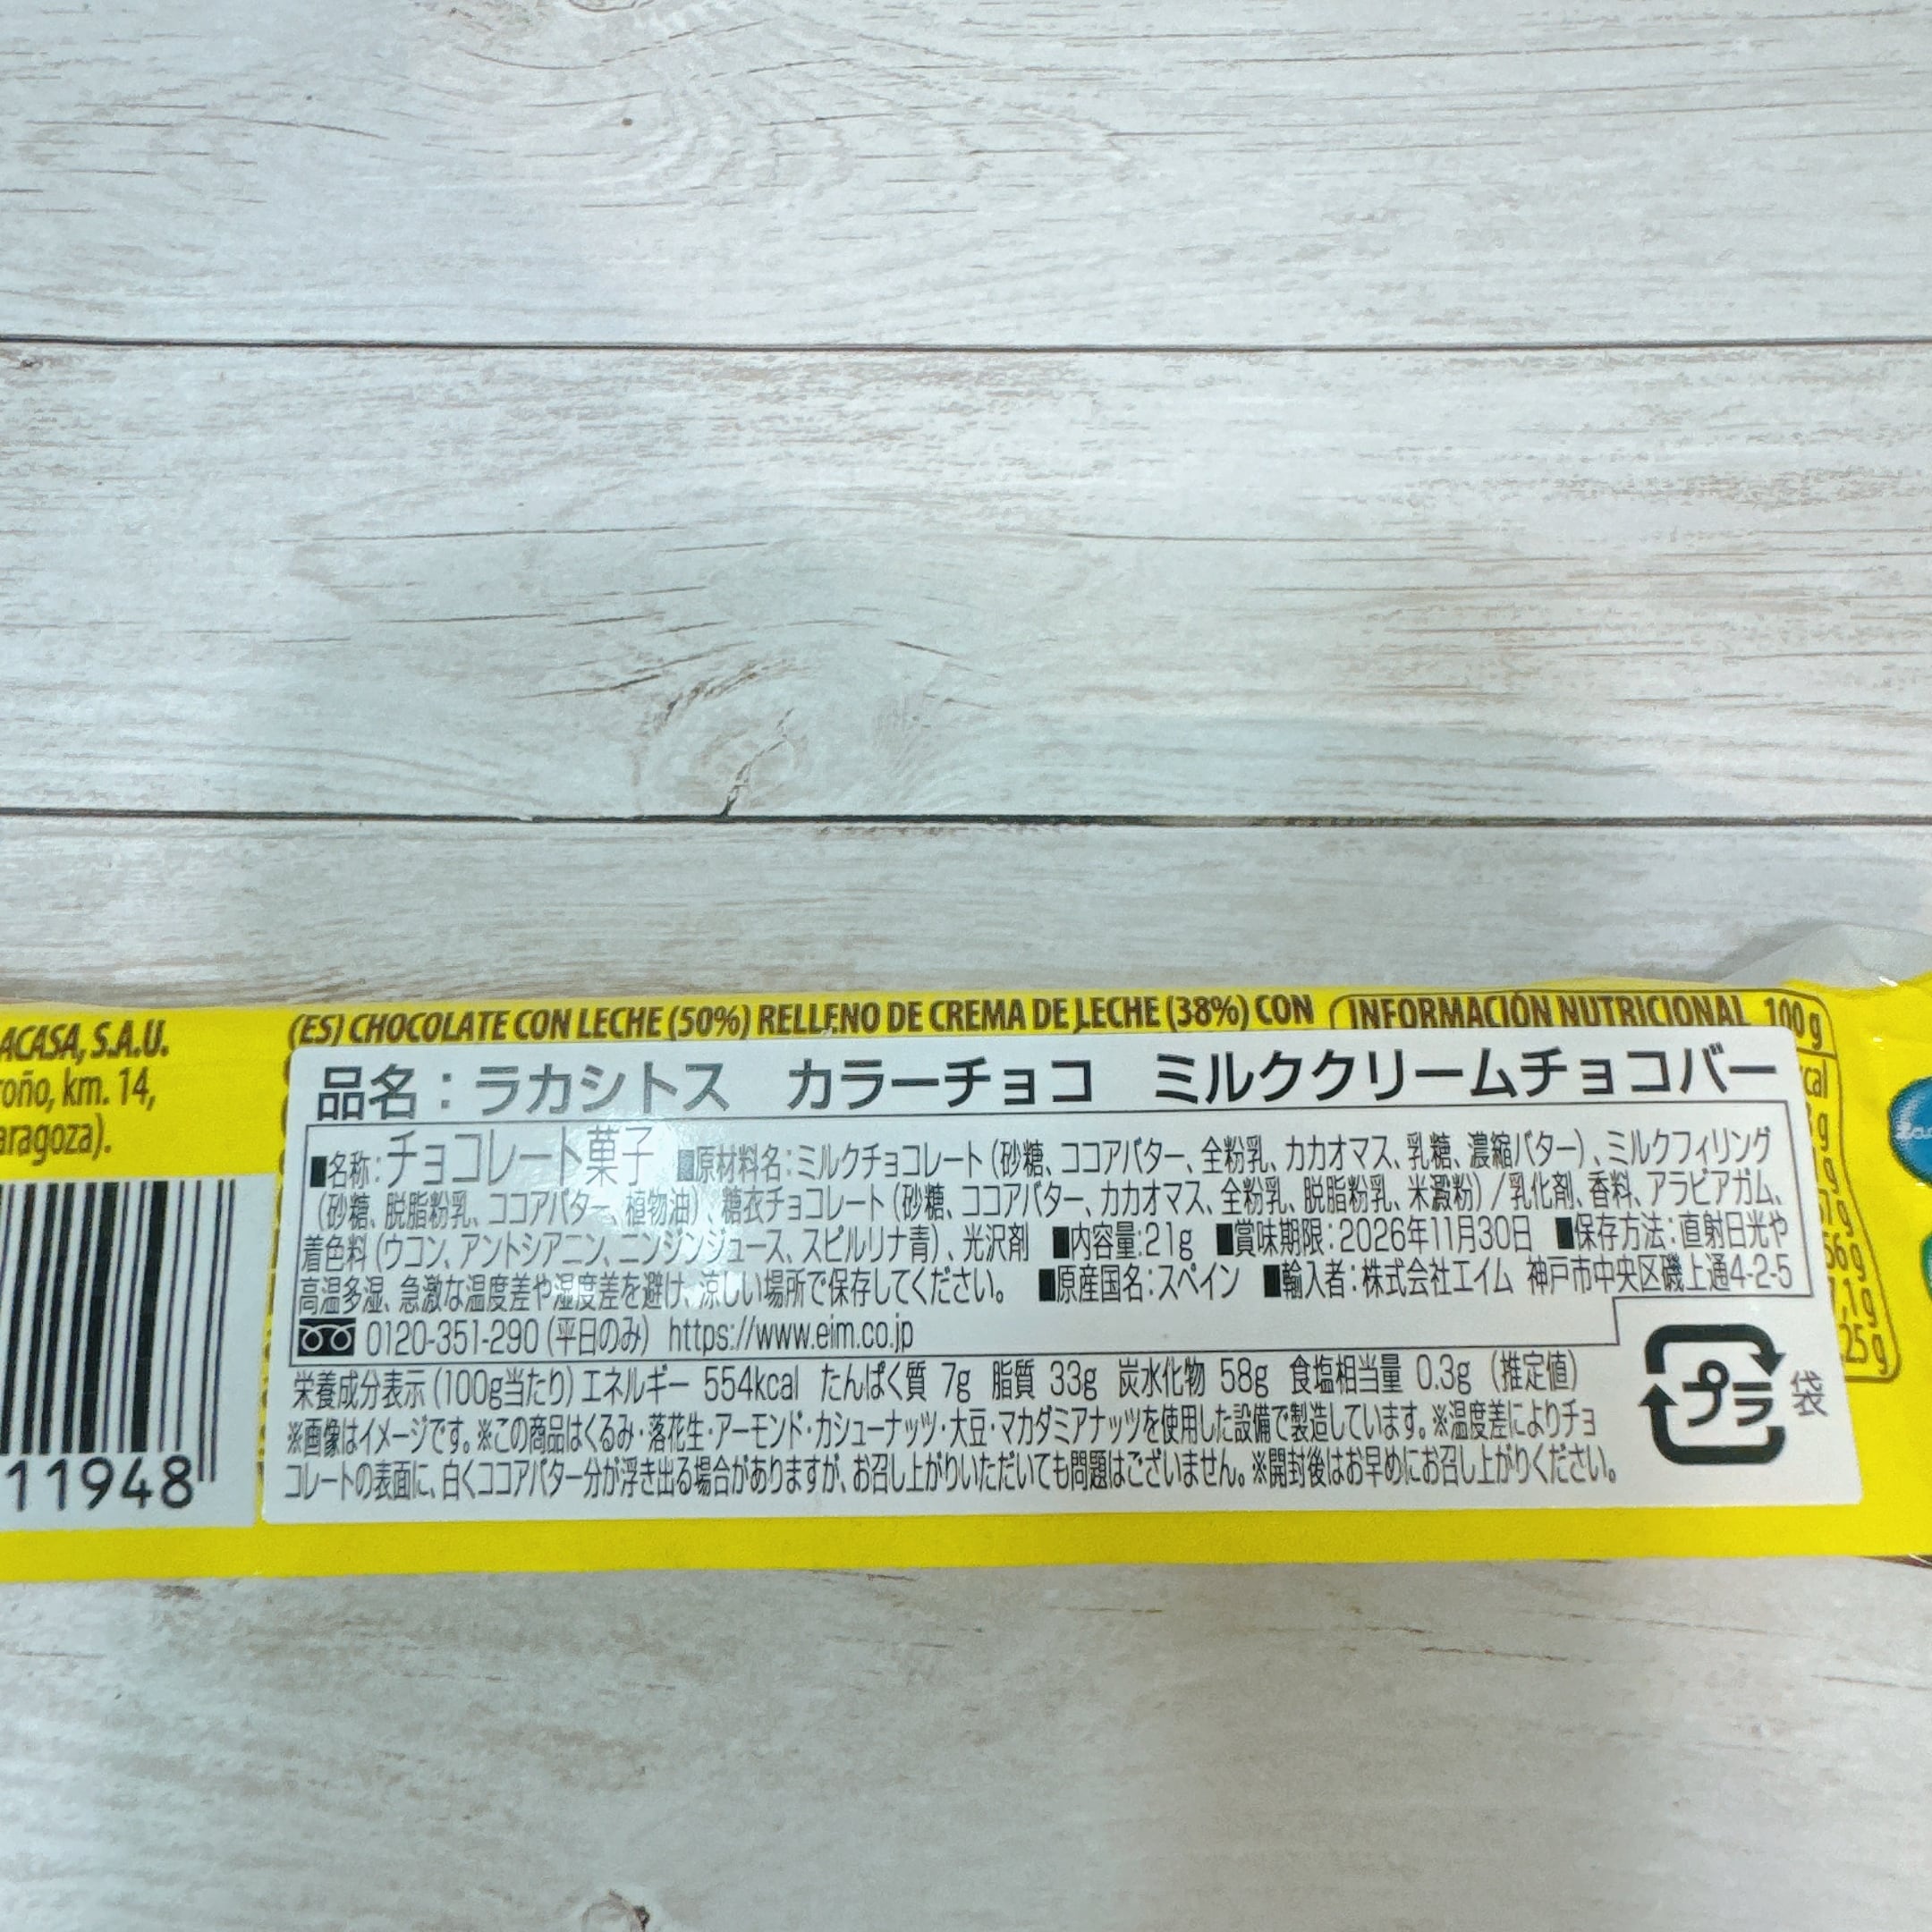 ACASA, S.A.U.
roño, km. 14,
aragoza).
11948
(ES) CHOCOLATE CON LECHE (50%) RELLENO DE CREMA DE LECHE (38%) CON
INFORMACIÓN NUTRICIONAL 100 g
品名：ラカシトス　カラーチョコ　ミルククリームチョコバー
■名称：チョコレート菓子 ■原材料名：ミルクチョコレート（砂糖、ココアバター、全粉乳、カカオマス、乳糖、濃縮バター）、ミルクフィリング
（砂糖、脱脂粉乳、ココアバター、植物油）、糖衣チョコレート（砂糖、ココアバター、カカオマス、全粉乳、脱脂粉乳、米澱粉）／乳化剤、香料、アラビアガム、
着色料（ウコン、アントシアニン、ニンジンジュース、スピルリナ青）、光沢剤 ■内容量:21g ■賞味期限：2026年11月30日 ■保存方法：直射日光や
高温多湿、急激な温度差や湿度差を避け、涼しい場所で保存してください。 ■原産国名：スペイン ■輸入者：株式会社エイム 神戸市中央区磯上通4-2-5
0120-351-290（平日のみ） https://www.eim.co.jp
栄養成分表示（100g当たり）エネルギー 554kcal たんぱく質 7g 脂質 33g 炭水化物 58g 食塩相当量 0.3g（推定値）
※画像はイメージです。※この商品はくるみ・落花生・アーモンド・カシューナッツ・大豆・マカダミアナッツを使用した設備で製造しています。※温度差によりチョ
コレートの表面に、白くココアバター分が浮き出る場合がありますが、お召し上がりいただいても問題はございません。※開封後はお早めにお召し上がりください。
プラ
袋